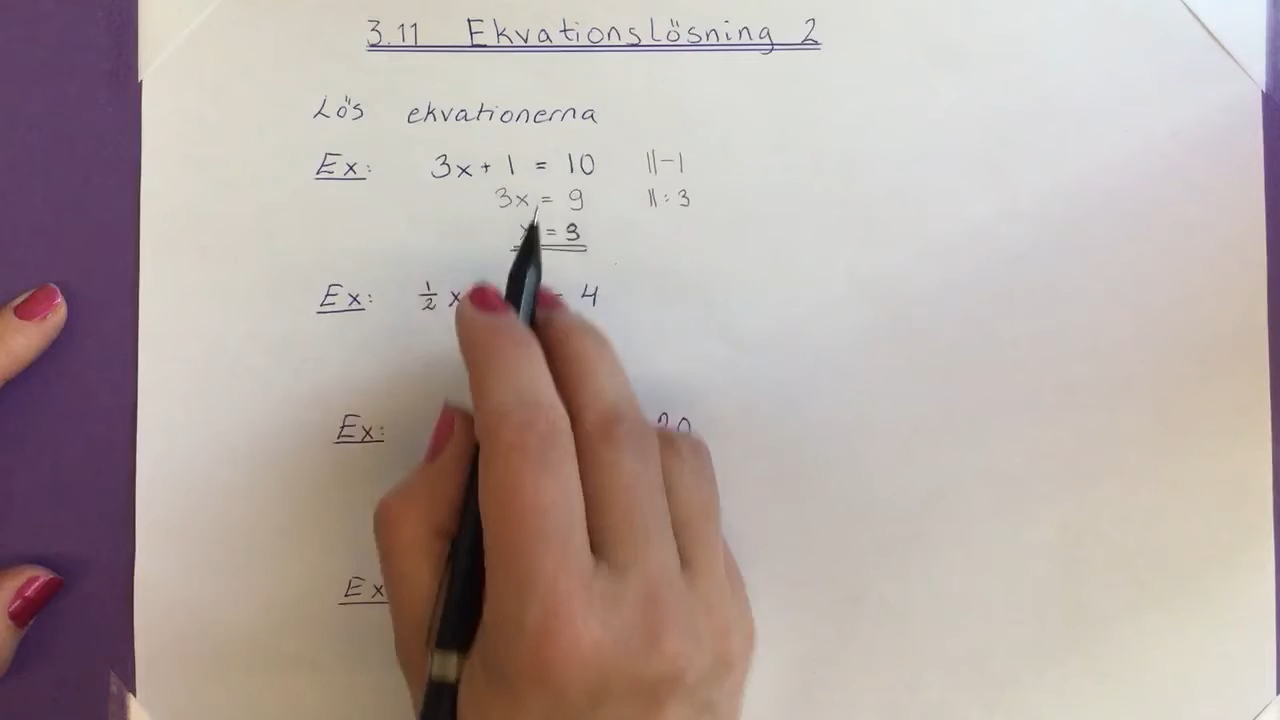 3.11 Ekvationslösning 2
Lös ekvationerna
Ex: 3x + 1 = 10 ||-1
3x = 9 ||:3
x = 3
Ex: 1/2 x = 4
Ex: 20
Ex